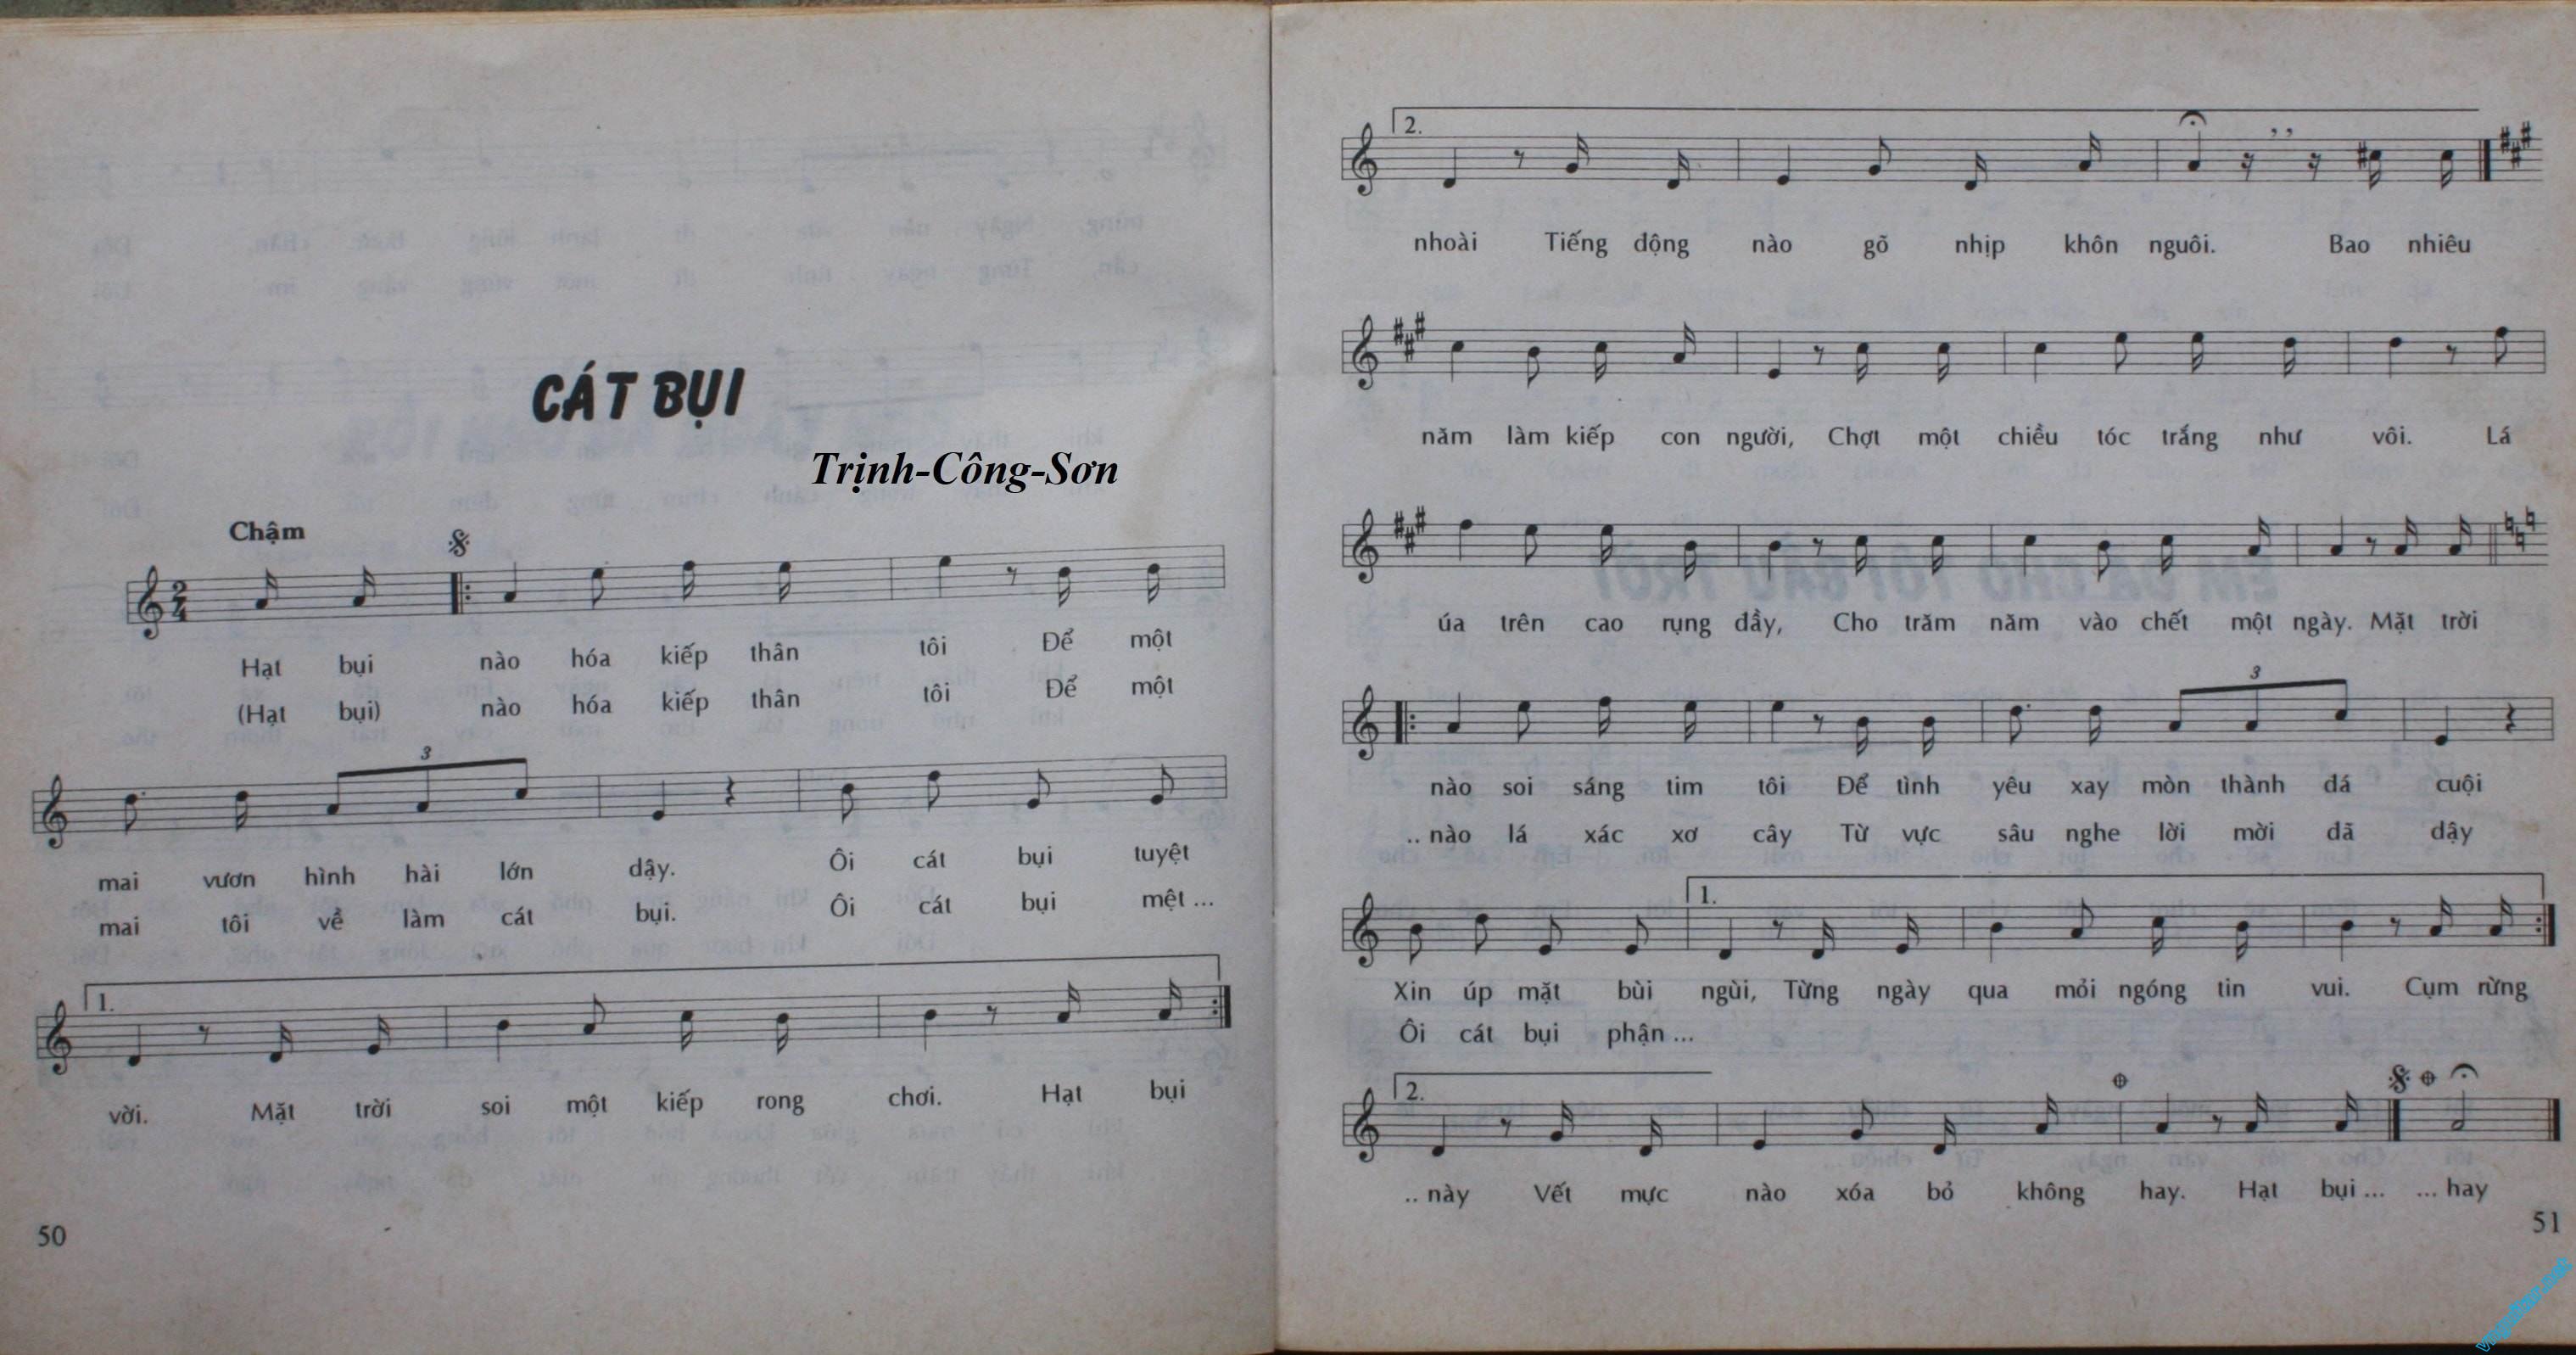 CÁT BỤI
Trịnh-Công-Sơn
Chậm
2
4
Hạt bụi nào hóa kiếp thân tôi Để một
(Hạt bụi) nào hóa kiếp thân tôi Để một
3
mai vươn hình hài lớn dậy. Ôi cát bụi tuyệt
mai tôi về làm cát bụi. Ôi cát bụi mệt ...
1.
vời. Mặt trời soi một kiếp rong chơi. Hạt bụi
50
2.
nhoài Tiếng động nào gõ nhịp khôn nguôi. Bao nhiêu
năm làm kiếp con người, Chợt một chiều tóc trắng như vôi. Lá
úa trên cao rụng đầy, Cho trăm năm vào chết một ngày. Mặt trời
3
nào soi sáng tim tôi Để tình yêu xay mòn thành đá cuội
.. nào lá xác xơ cây Từ vực sâu nghe lời mời đã dậy
1.
Xin úp mặt bùi ngùi, Từng ngày qua mỏi ngóng tin vui. Cụm rừng
Ôi cát bụi phận ...
2.
.. này Vết mực nào xóa bỏ không hay. Hạt bụi ... ... hay
51